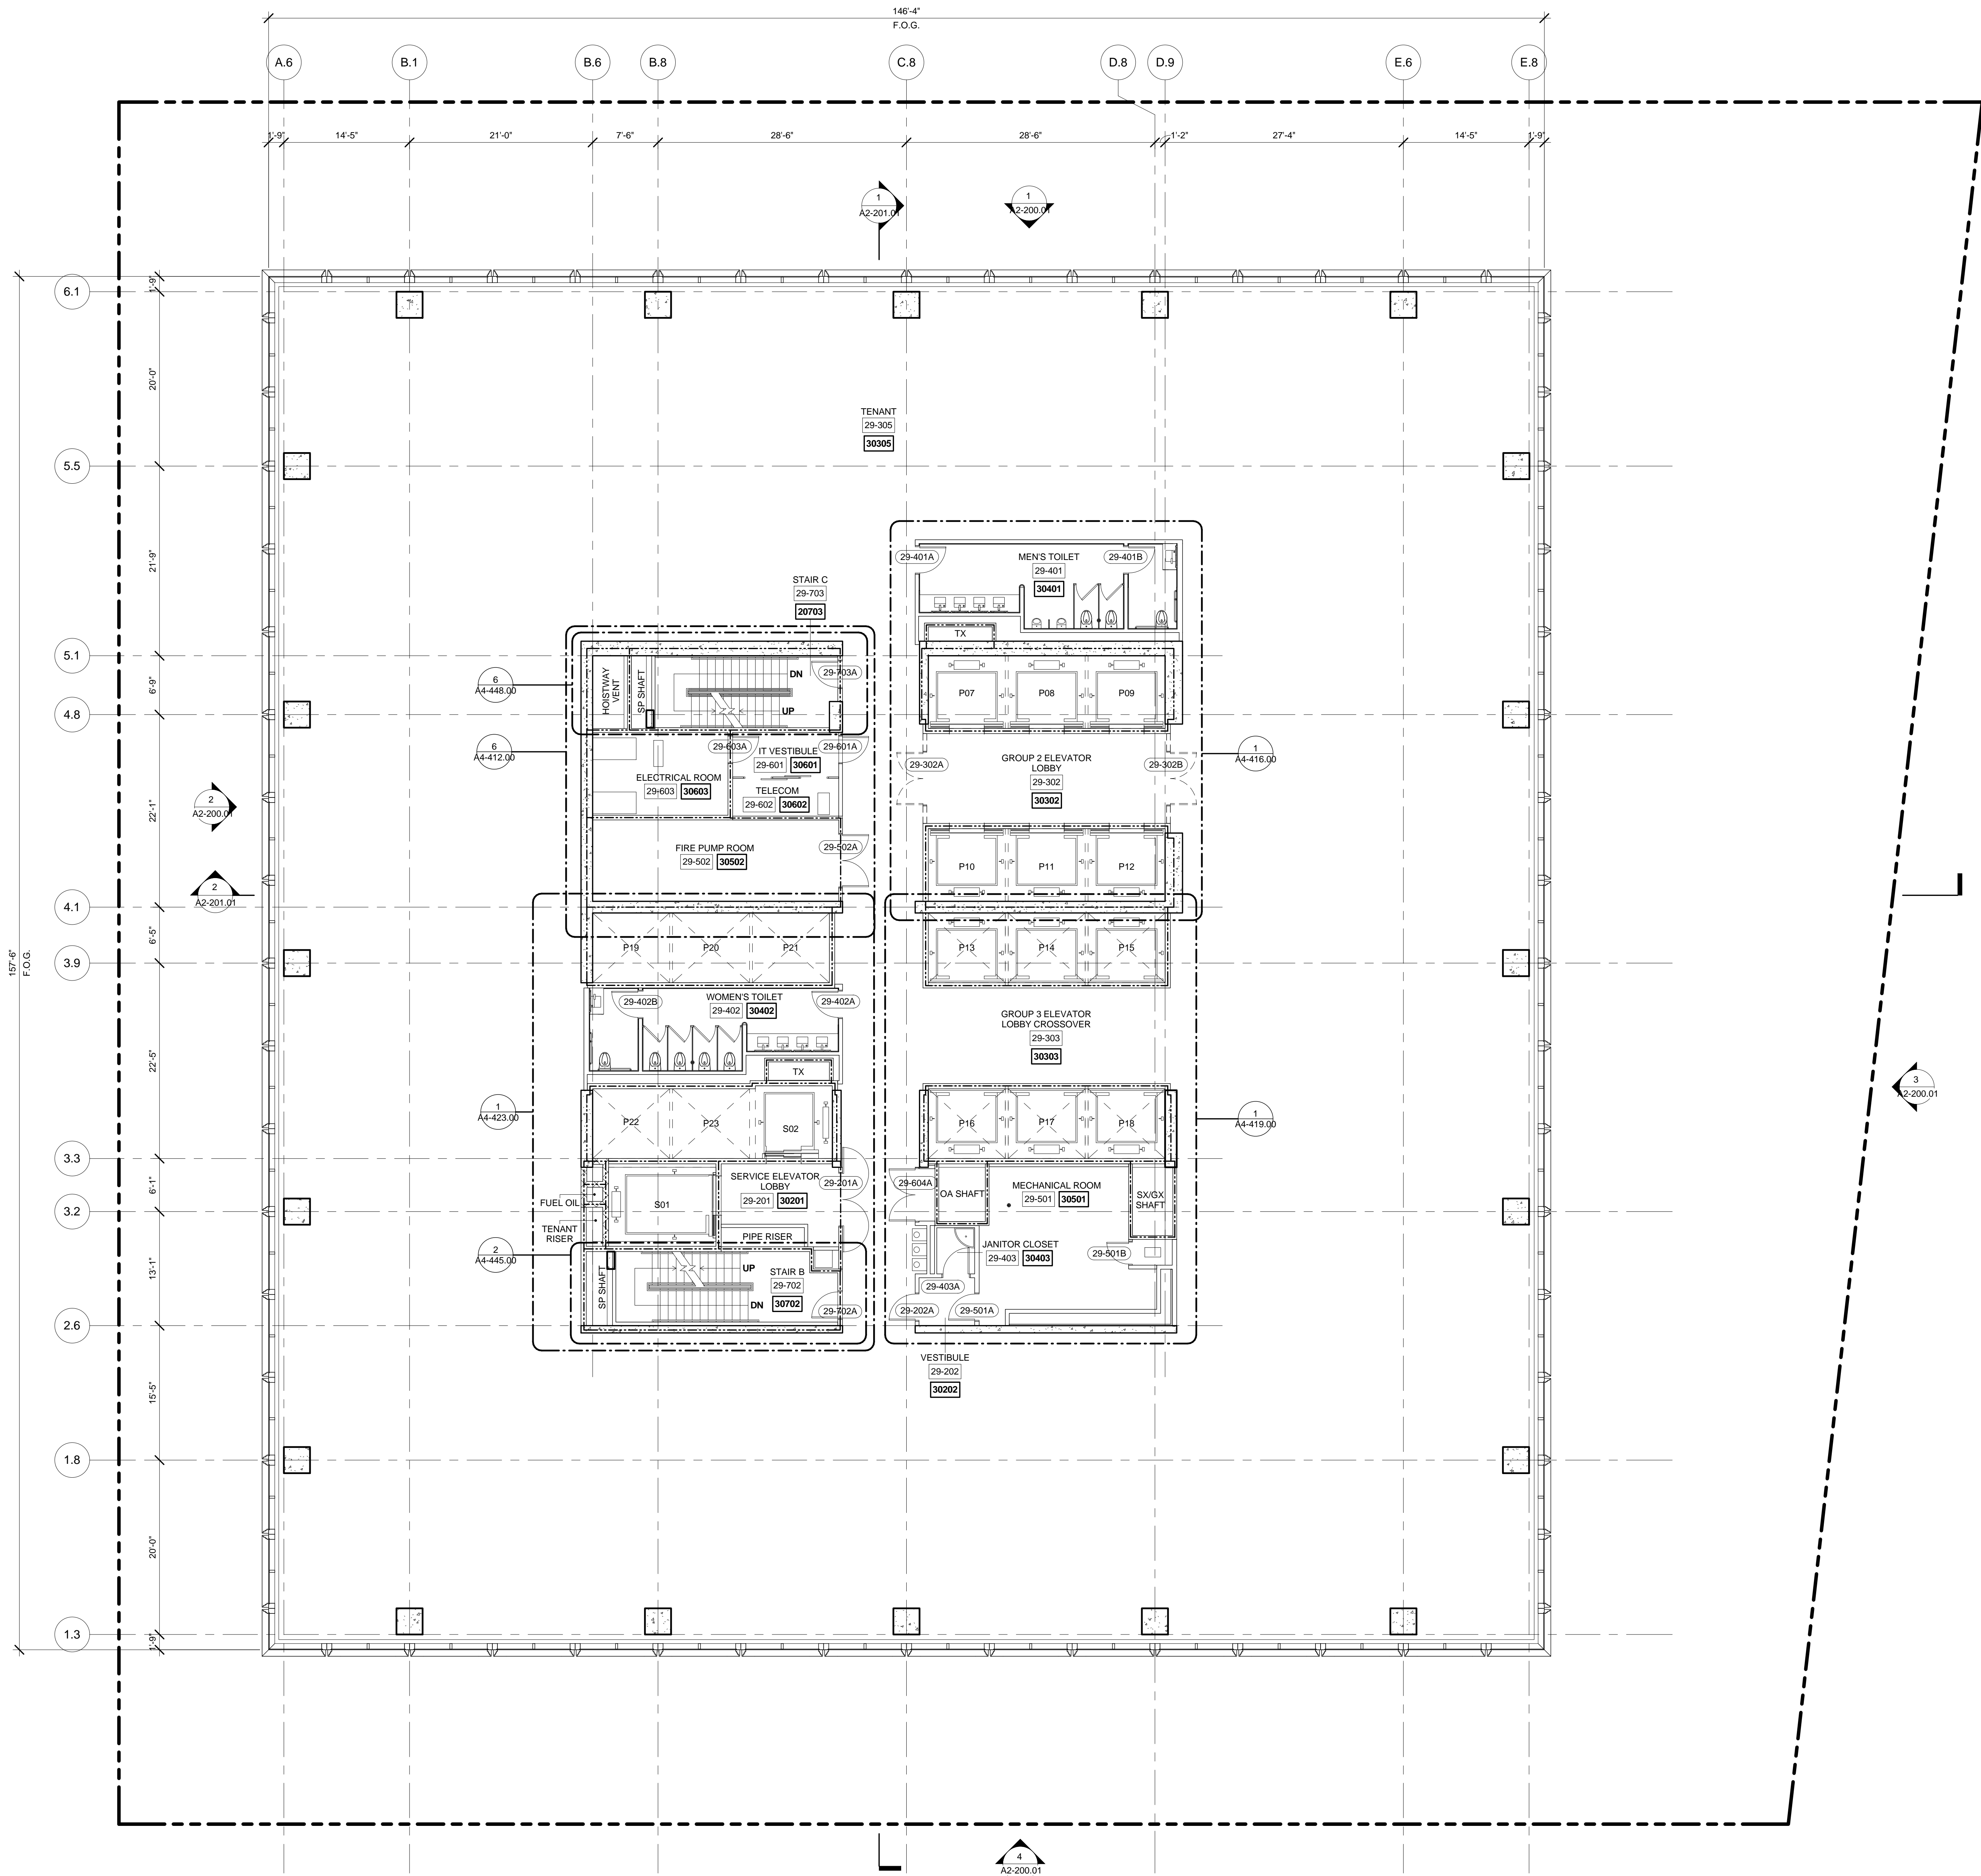 146'-4"
F.O.G.
A.6
B.1
B.6
B.8
C.8
D.8
D.9
E.6
E.8
1'-9"
14'-5"
21'-0"
7'-6"
28'-6"
28'-6"
1'-2"
27'-4"
14'-5"
1'-9"
1
A2-201.01
1
A2-200.01
6.1
5.5
5.1
4.8
4.1
3.9
3.3
3.2
2.6
1.8
1.3
157'-6"
F.O.G.
1'-9"
20'-0"
21'-9"
6'-9"
22'-1"
6'-5"
22'-5"
6'-1"
13'-1"
15'-5"
20'-0"
1'-9"
2
A2-200.01
2
A2-201.01
3
A2-200.01
4
A2-200.01
TENANT
29-305
30305
29-401A
MEN'S TOILET
29-401
30401
29-401B
TX
STAIR C
29-703
20703
6
A4-448.00
HOISTWAY
VENT
SP SHAFT
DN
UP
29-703A
P07
P08
P09
6
A4-412.00
29-603A
29-601A
IT VESTIBULE
29-601 30601
ELECTRICAL ROOM
29-603 30603
TELECOM
29-602 30602
29-302A
GROUP 2 ELEVATOR
LOBBY
29-302
30302
29-302B
1
A4-416.00
FIRE PUMP ROOM
29-502 30502
29-502A
P10
P11
P12
P19
P20
P21
P13
P14
P15
29-402B
WOMEN'S TOILET
29-402 30402
29-402A
GROUP 3 ELEVATOR
LOBBY CROSSOVER
29-303
30303
TX
1
A4-423.00
P22
P23
S02
P16
P17
P18
1
A4-419.00
SERVICE ELEVATOR
LOBBY
29-201 30201
29-201A
S01
FUEL OIL
TENANT
RISER
PIPE RISER
29-604A
OA SHAFT
MECHANICAL ROOM
29-501 30501
SX/GX
SHAFT
2
A4-445.00
SP SHAFT
UP
DN
STAIR B
29-702
30702
29-702A
JANITOR CLOSET
29-403 30403
29-501B
29-403A
29-202A
29-501A
VESTIBULE
29-202
30202